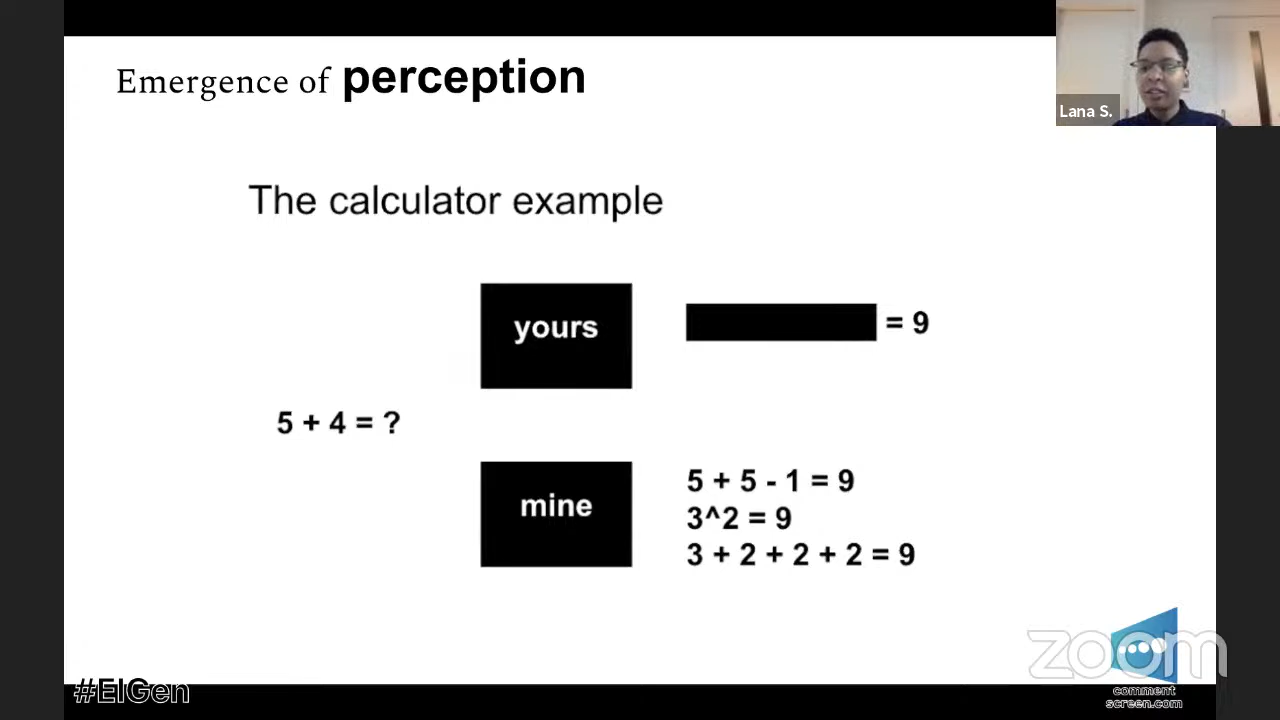 Emergence of perception
Lana S.
The calculator example
yours
= 9
5 + 4 = ?
mine
5 + 5 - 1 = 9
3^2 = 9
3 + 2 + 2 + 2 = 9
zoom
#EIGen
comment
screen.com